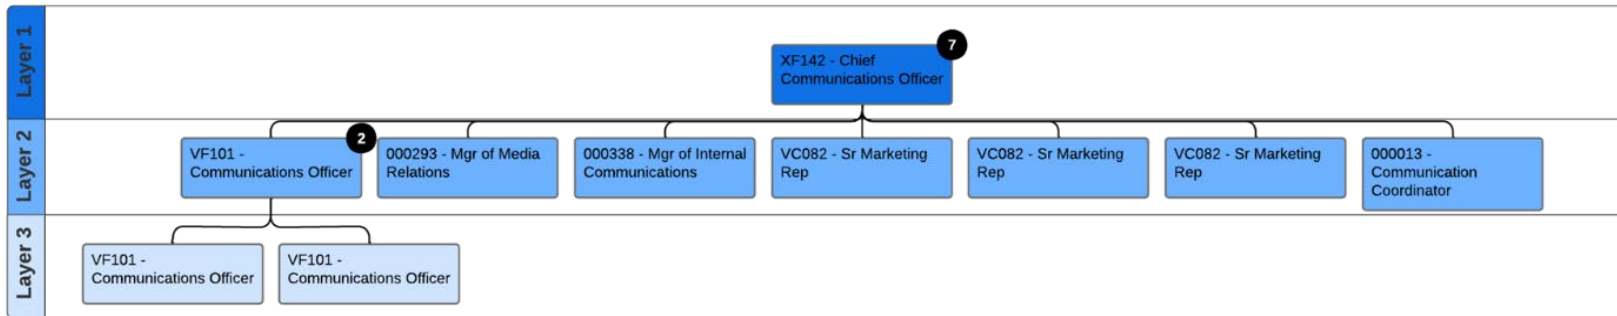 Layer 1
7
XF142 - Chief
Communications Officer
Layer 2
2
VF101 -
Communications Officer
000293 - Mgr of Media
Relations
000338 - Mgr of Internal
Communications
VC082 - Sr Marketing
Rep
VC082 - Sr Marketing
Rep
VC082 - Sr Marketing
Rep
000013 -
Communication
Coordinator
Layer 3
VF101 -
Communications Officer
VF101 -
Communications Officer